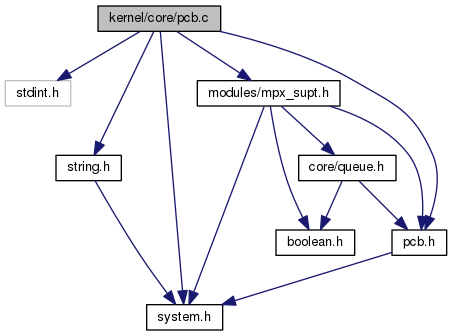 kernel/core/pcb.c
stdint.h
modules/mpx_supt.h
string.h
core/queue.h
boolean.h
pcb.h
system.h